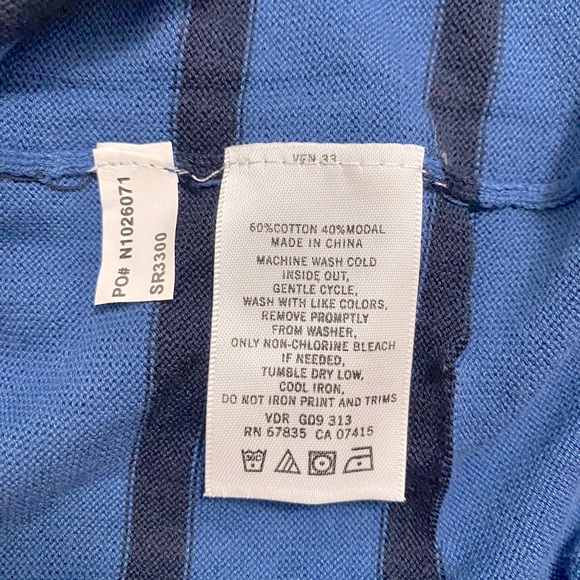 PO# N1026071
SR3300
VEN 33
60%COTTON 40%MODAL
MADE IN CHINA
MACHINE WASH COLD
INSIDE OUT,
GENTLE CYCLE,
WASH WITH LIKE COLORS,
REMOVE PROMPTLY
FROM WASHER,
ONLY NON-CHLORINE BLEACH
IF NEEDED,
TUMBLE DRY LOW,
COOL IRON,
DO NOT IRON PRINT AND TRIMS
VDR G09 313
RN 67835 CA 07415
30C